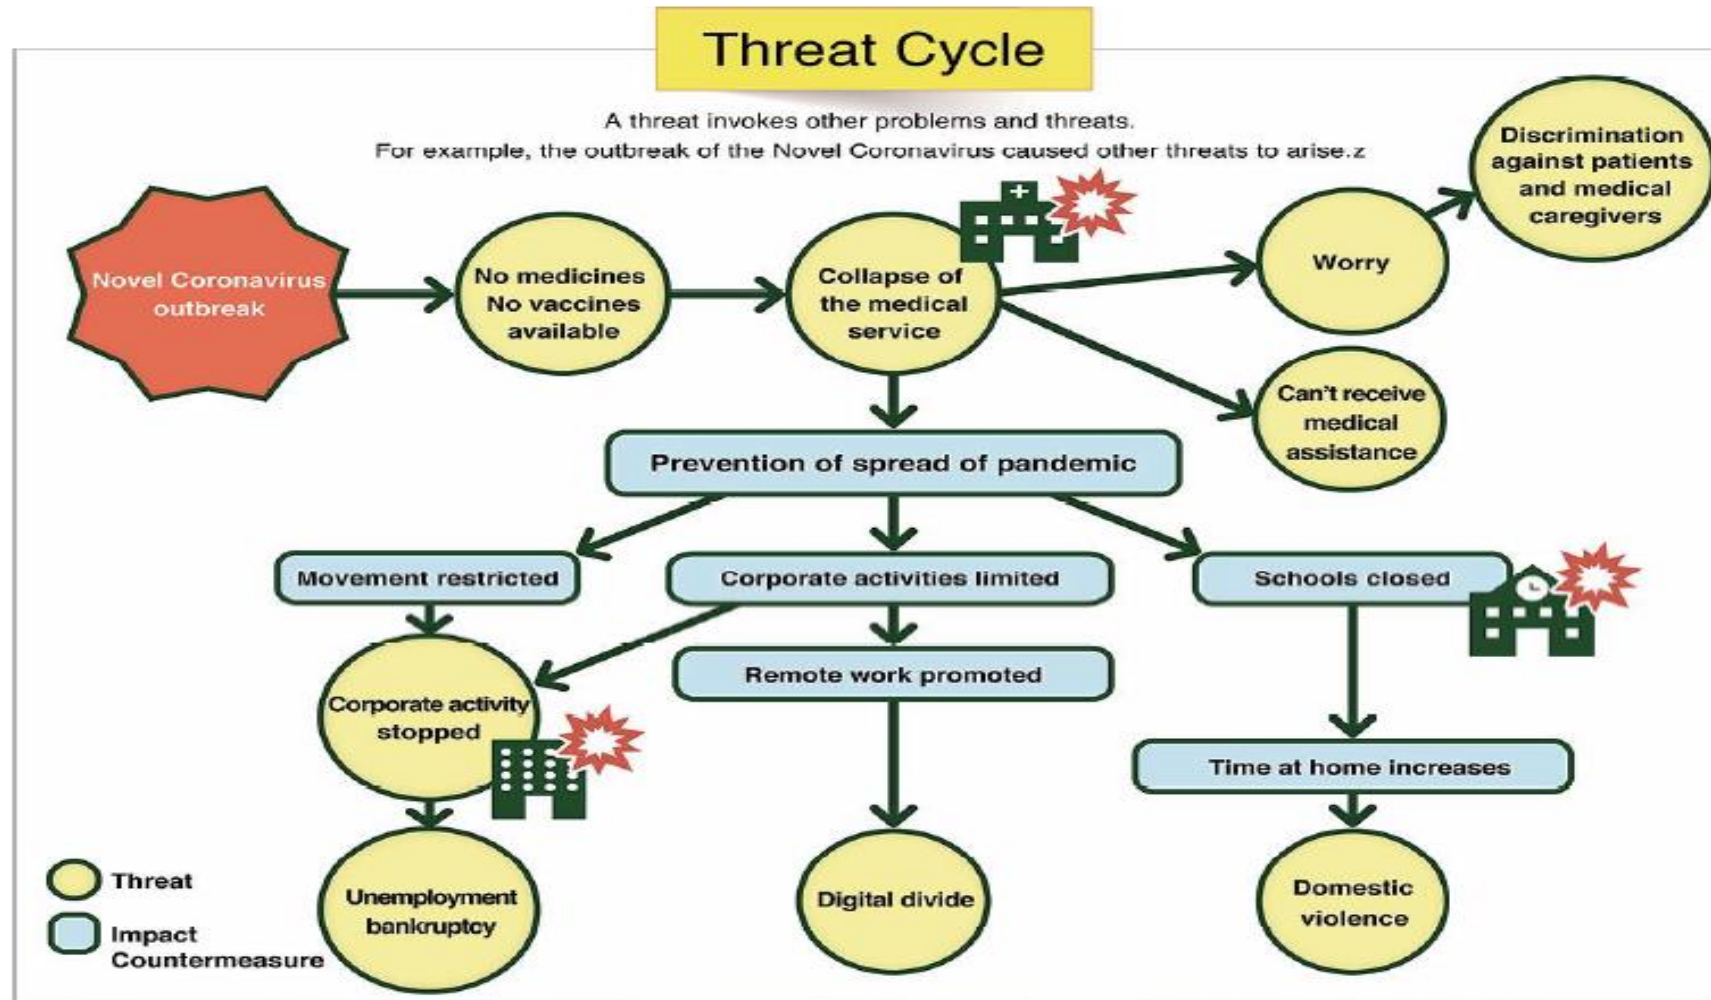 Threat Cycle
A threat invokes other problems and threats.
For example, the outbreak of the Novel Coronavirus caused other threats to arise.z
Discrimination
against patients
and medical
caregivers
Novel Coronavirus
outbreak
No medicines
No vaccines
available
Collapse of
the medical
service
Worry
Can't receive
medical
assistance
Prevention of spread of pandemic
Movement restricted
Corporate activities limited
Schools closed
Remote work promoted
Corporate activity
stopped
Time at home increases
Unemployment
bankruptcy
Digital divide
Domestic
violence
Threat
Impact
Countermeasure